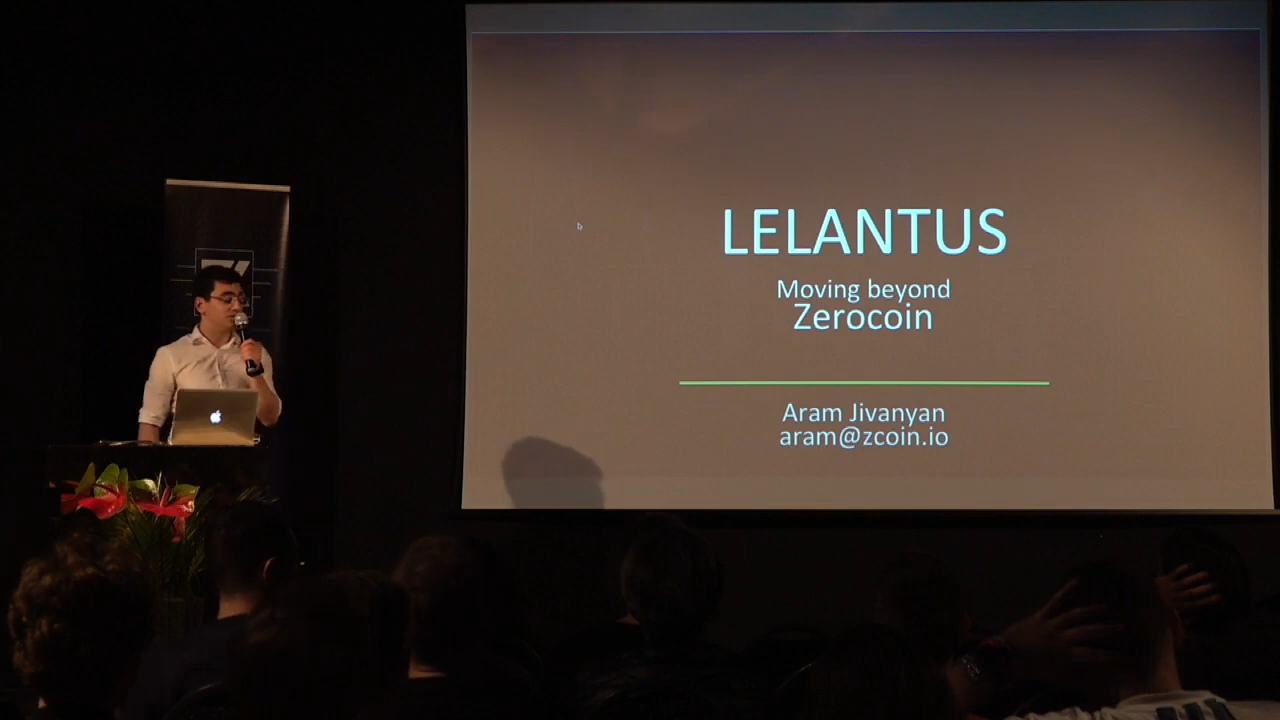 LELANTUS
Moving beyond
Zerocoin
Aram Jivanyan
aram@zcoin.io